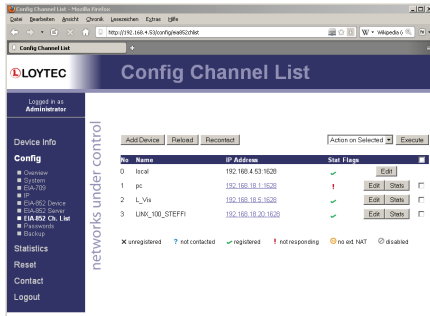 Config Channel List - Mozilla Firefox
Datei Bearbeiten Ansicht Chronik Lesezeichen Extras Hilfe
http://192.168.4.53/config/eia852chlist
W Wikipedia (
Config Channel List
LOYTEC
Config Channel List
Logged in as
Administrator
Device Info
Config
Overview
System
EIA-709
IP
EIA-852 Device
EIA-852 Server
EIA-852 Ch. List
Passwords
Backup
Statistics
Reset
Contact
Logout
networks under control
Add Device Reload Recontact Action on Selected Execute
No Name IP Address Stat Flags
0 local 192.168.4.53:1628 Edit
1 pc 192.168.18.1:1628 ! Edit Stats
2 L_Vis 192.168.18.5:1628 Edit Stats
3 LINX_100_STEFFI 192.168.18.20:1628 Edit Stats
unregistered ? not contacted registered ! not responding no ext. NAT disabled